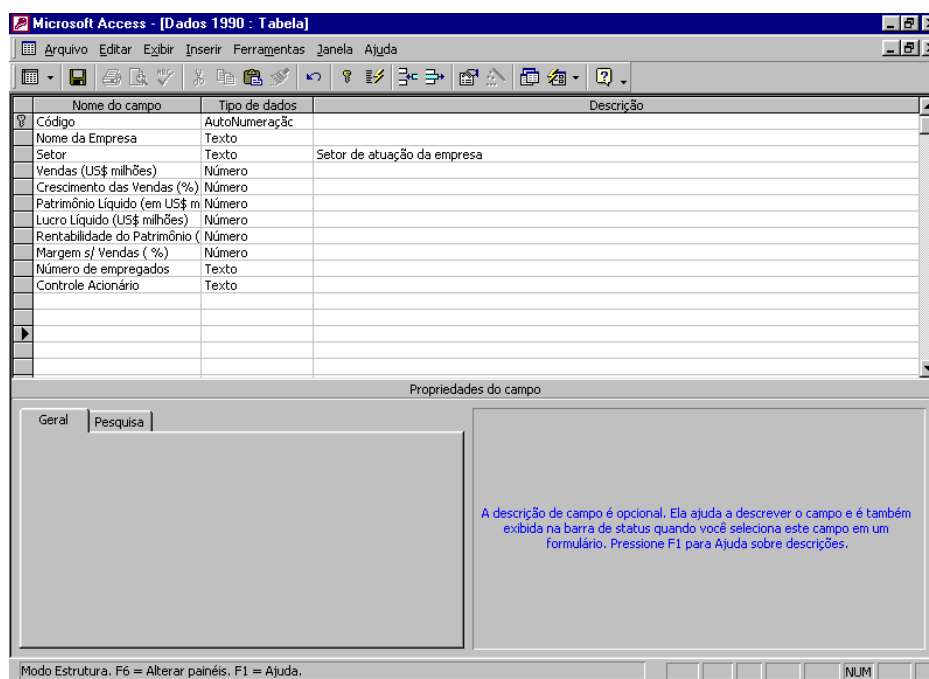 Microsoft Access - [Dados 1990 : Tabela]
Arquivo Editar Exibir Inserir Ferramentas Janela Ajuda
Nome do campo Tipo de dados Descrição
Código AutoNumeraçãc
Nome da Empresa Texto
Setor Texto Setor de atuação da empresa
Vendas (US$ milhões) Número
Crescimento das Vendas (%) Número
Patrimônio Líquido (em US$ m Número
Lucro Líquido (US$ milhões) Número
Rentabilidade do Patrimônio ( Número
Margem s/ Vendas ( %) Número
Número de empregados Texto
Controle Acionário Texto
Propriedades do campo
Geral Pesquisa
A descrição de campo é opcional. Ela ajuda a descrever o campo e é também
exibida na barra de status quando você seleciona este campo em um
formulário. Pressione F1 para Ajuda sobre descrições.
Modo Estrutura. F6 = Alterar painéis. F1 = Ajuda. NUM